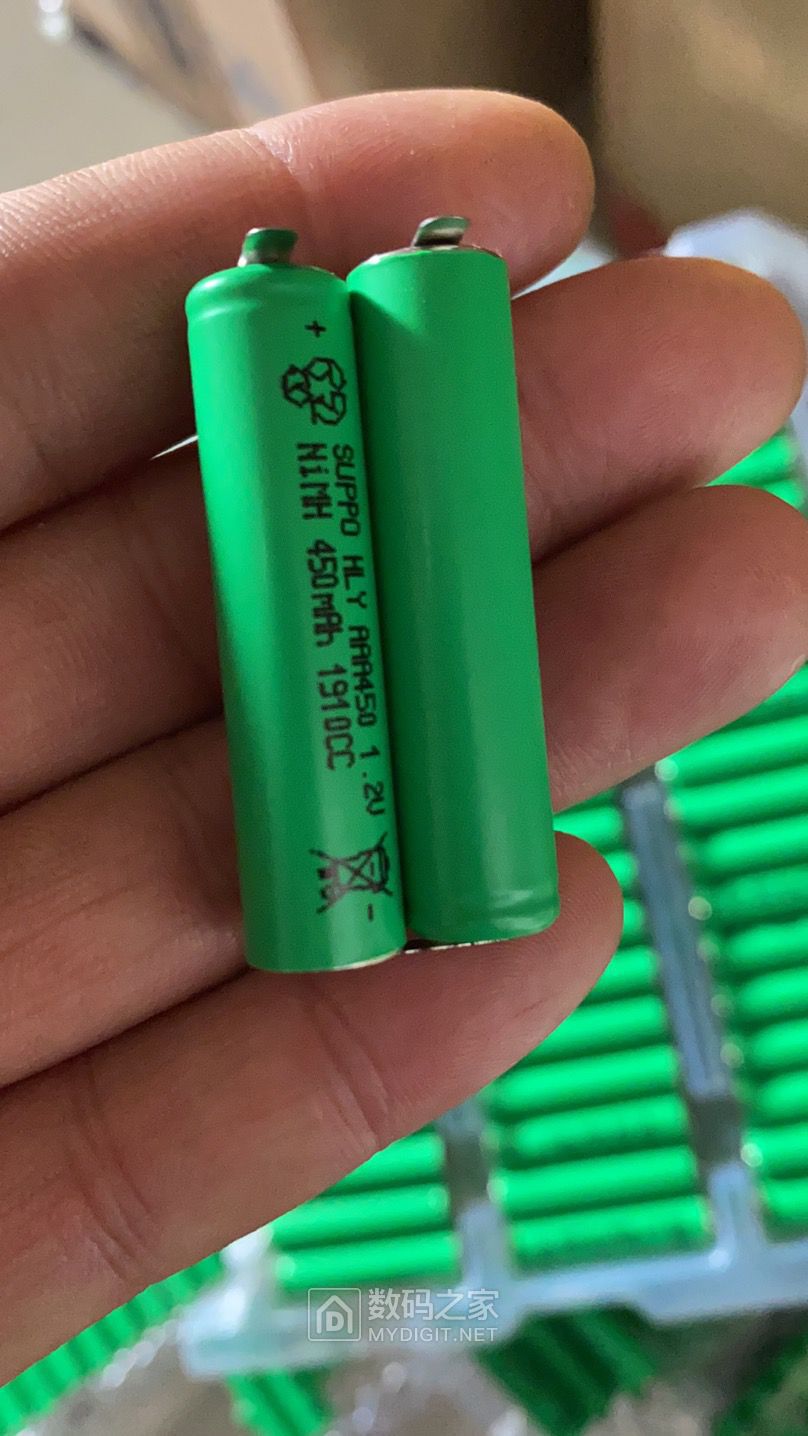 +
SUPPO HLY AAA450 1.2V
NiMH 450mAh 1910CC
-
数码之家
MYDIGIT.NET